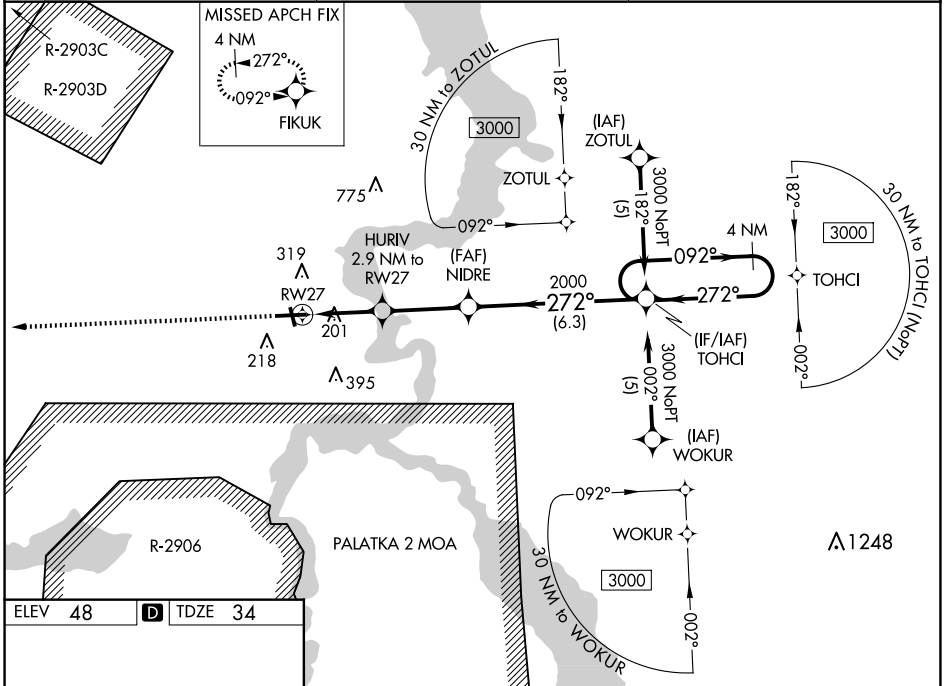 R-2903C
R-2903D
MISSED APCH FIX
4 NM
272°
092°
FIKUK
30 NM to ZOTUL
3000
182°
ZOTUL
092°
(IAF)
ZOTUL
3000 NoPT
182°
(5)
4 NM
092°
272°
182°
30 NM to TOHCI (NoPT)
3000
TOHCI
002°
775
HURIV
2.9 NM to
RW27
(FAF)
NIDRE
2000
272°
(6.3)
319
RW27
201
218
395
(IF/IAF)
TOHCI
3000 NoPT
002°
(5)
(IAF)
WOKUR
092°
WOKUR
3000
002°
30 NM to WOKUR
1248
R-2906
PALATKA 2 MOA
ELEV 48 D TDZE 34